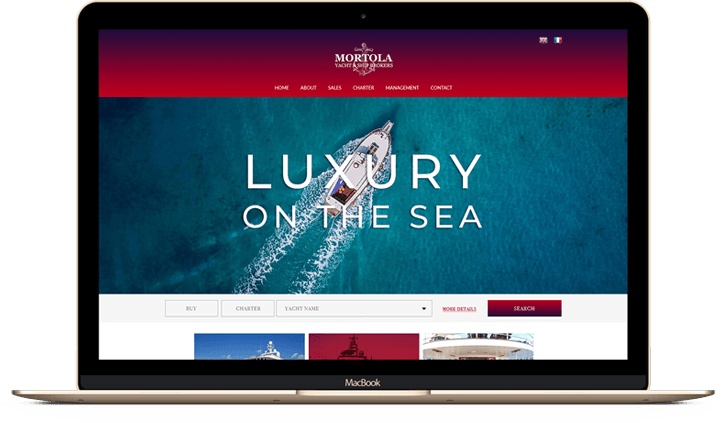 MORTOLA
YACHT & SHIP BROKERS
HOME ABOUT SALES CHARTER MANAGEMENT CONTACT
LUXURY
ON THE SEA
BUY CHARTER YACHT NAME MORE DETAILS SEARCH
MacBook